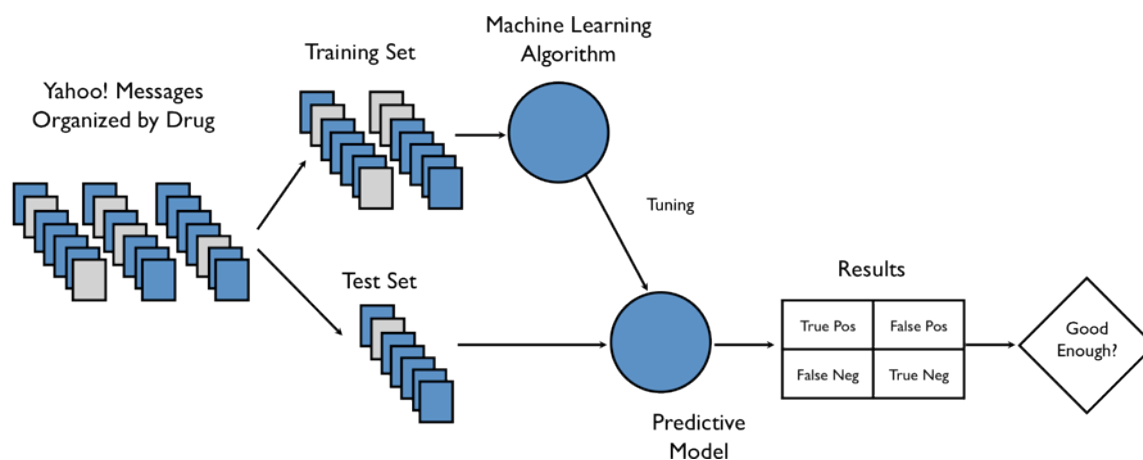 Yahoo! Messages
Organized by Drug
Training Set
Machine Learning
Algorithm
Tuning
Test Set
Predictive
Model
Results
True Pos
False Pos
False Neg
True Neg
Good
Enough?